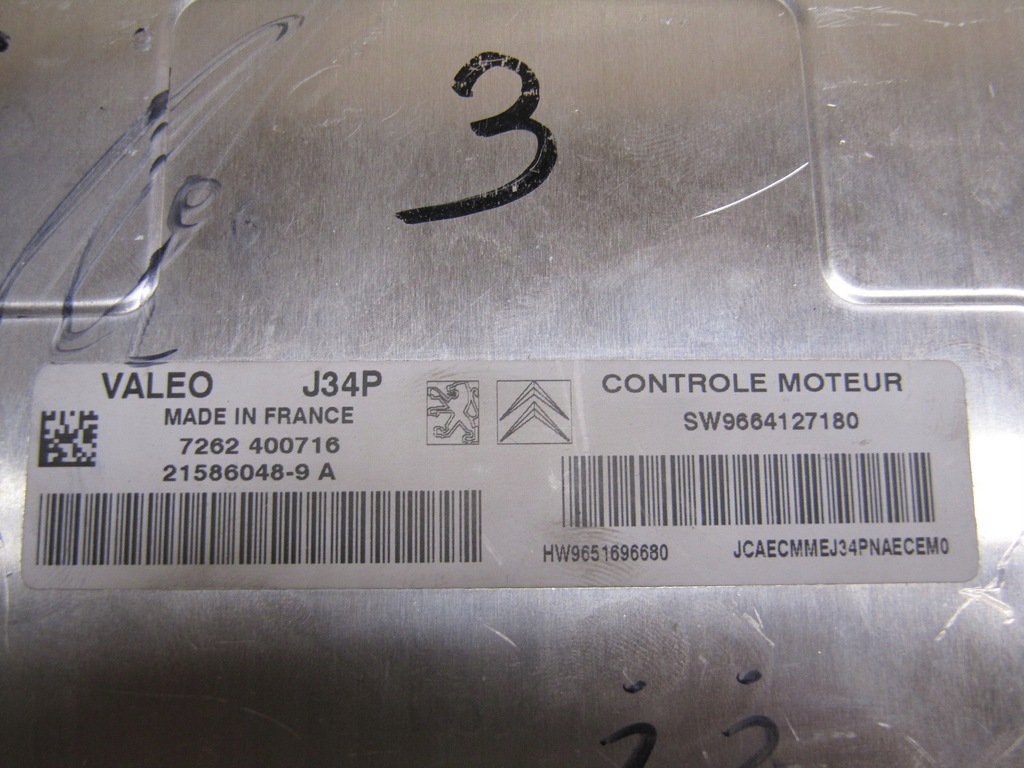 3
VALEO J34P
MADE IN FRANCE
7262 400716
21586048-9 A
CONTROLE MOTEUR
SW9664127180
HW9651696680
JCAECMMEJ34PNAECEM0